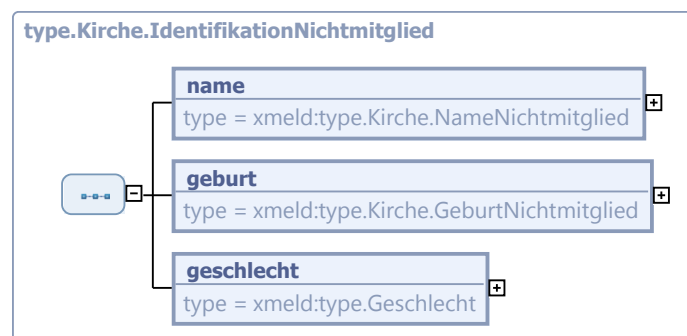 type.Kirche.IdentifikationNichtmitglied
name
type = xmeld:type.Kirche.NameNichtmitglied
geburt
type = xmeld:type.Kirche.GeburtNichtmitglied
geschlecht
type = xmeld:type.Geschlecht